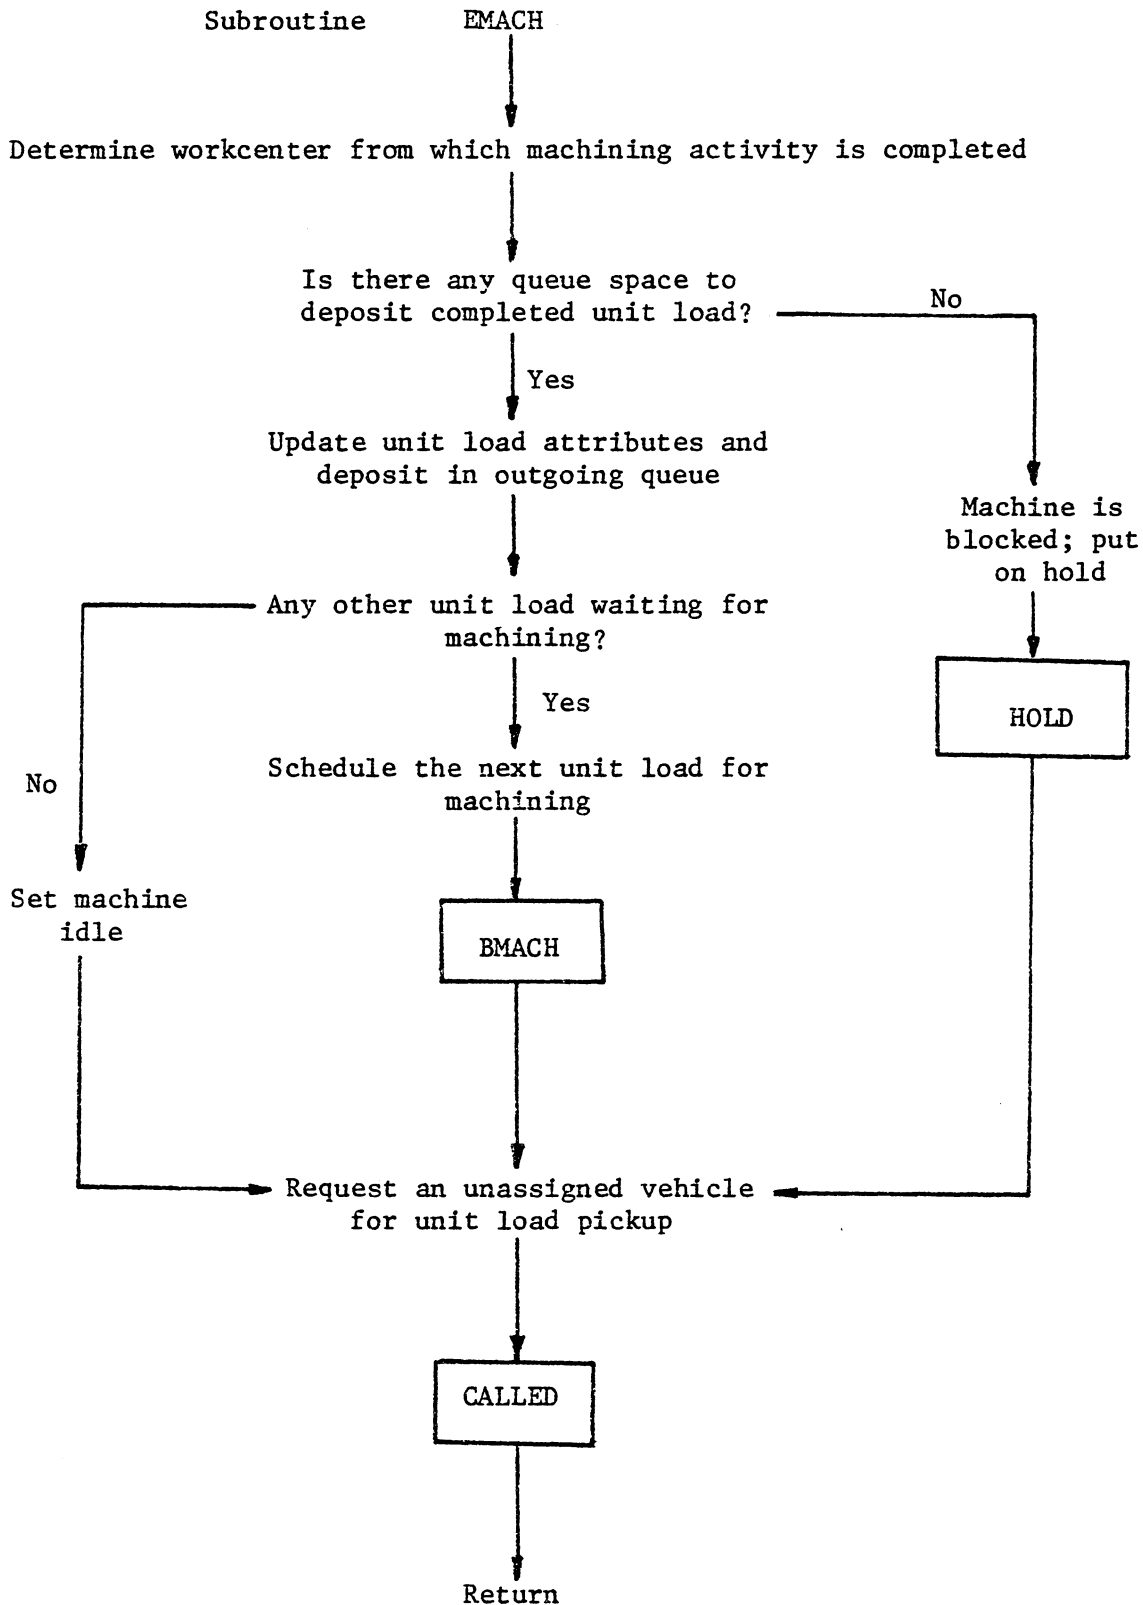 Subroutine EMACH
Determine workcenter from which machining activity is completed
Is there any queue space to
deposit completed unit load?
No
Yes
Update unit load attributes and
deposit in outgoing queue
Machine is
blocked; put
on hold
Any other unit load waiting for
machining?
Yes
HOLD
Schedule the next unit load for
machining
No
Set machine
idle
BMACH
Request an unassigned vehicle
for unit load pickup
CALLED
Return